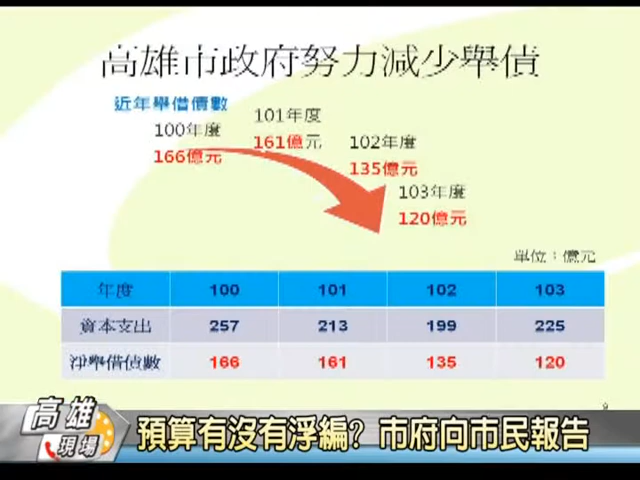 高雄市政府努力減少舉債
近年舉借債數
100年度
166億元
101年度
161億元
102年度
135億元
103年度
120億元
單位：億元
年度 100 101 102 103
資本支出 257 213 199 225
淨舉借債數 166 161 135 120
9
高雄
現場
預算有沒有浮編? 市府向市民報告